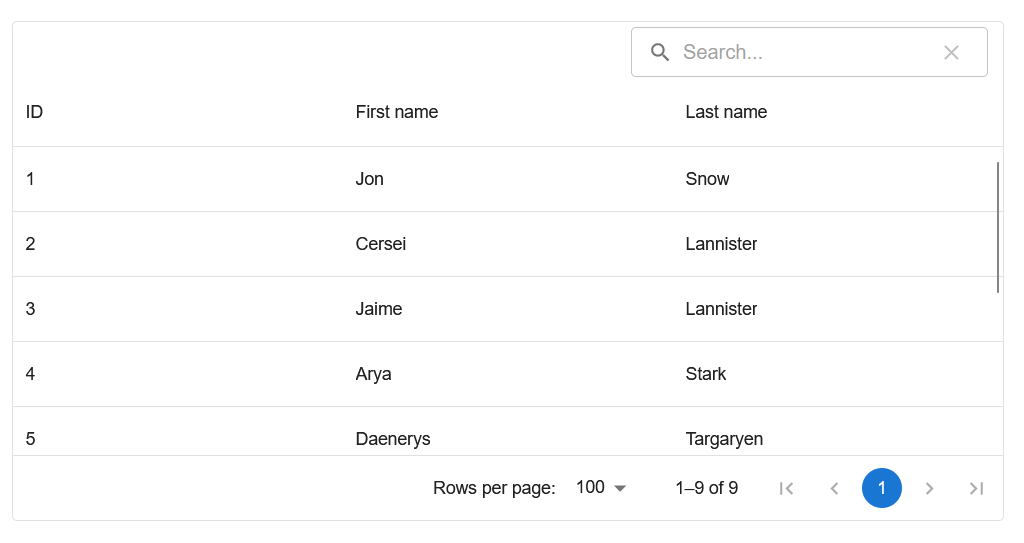 Search...
ID First name Last name
1 Jon Snow
2 Cersei Lannister
3 Jaime Lannister
4 Arya Stark
5 Daenerys Targaryen
Rows per page: 100 1–9 of 9 1